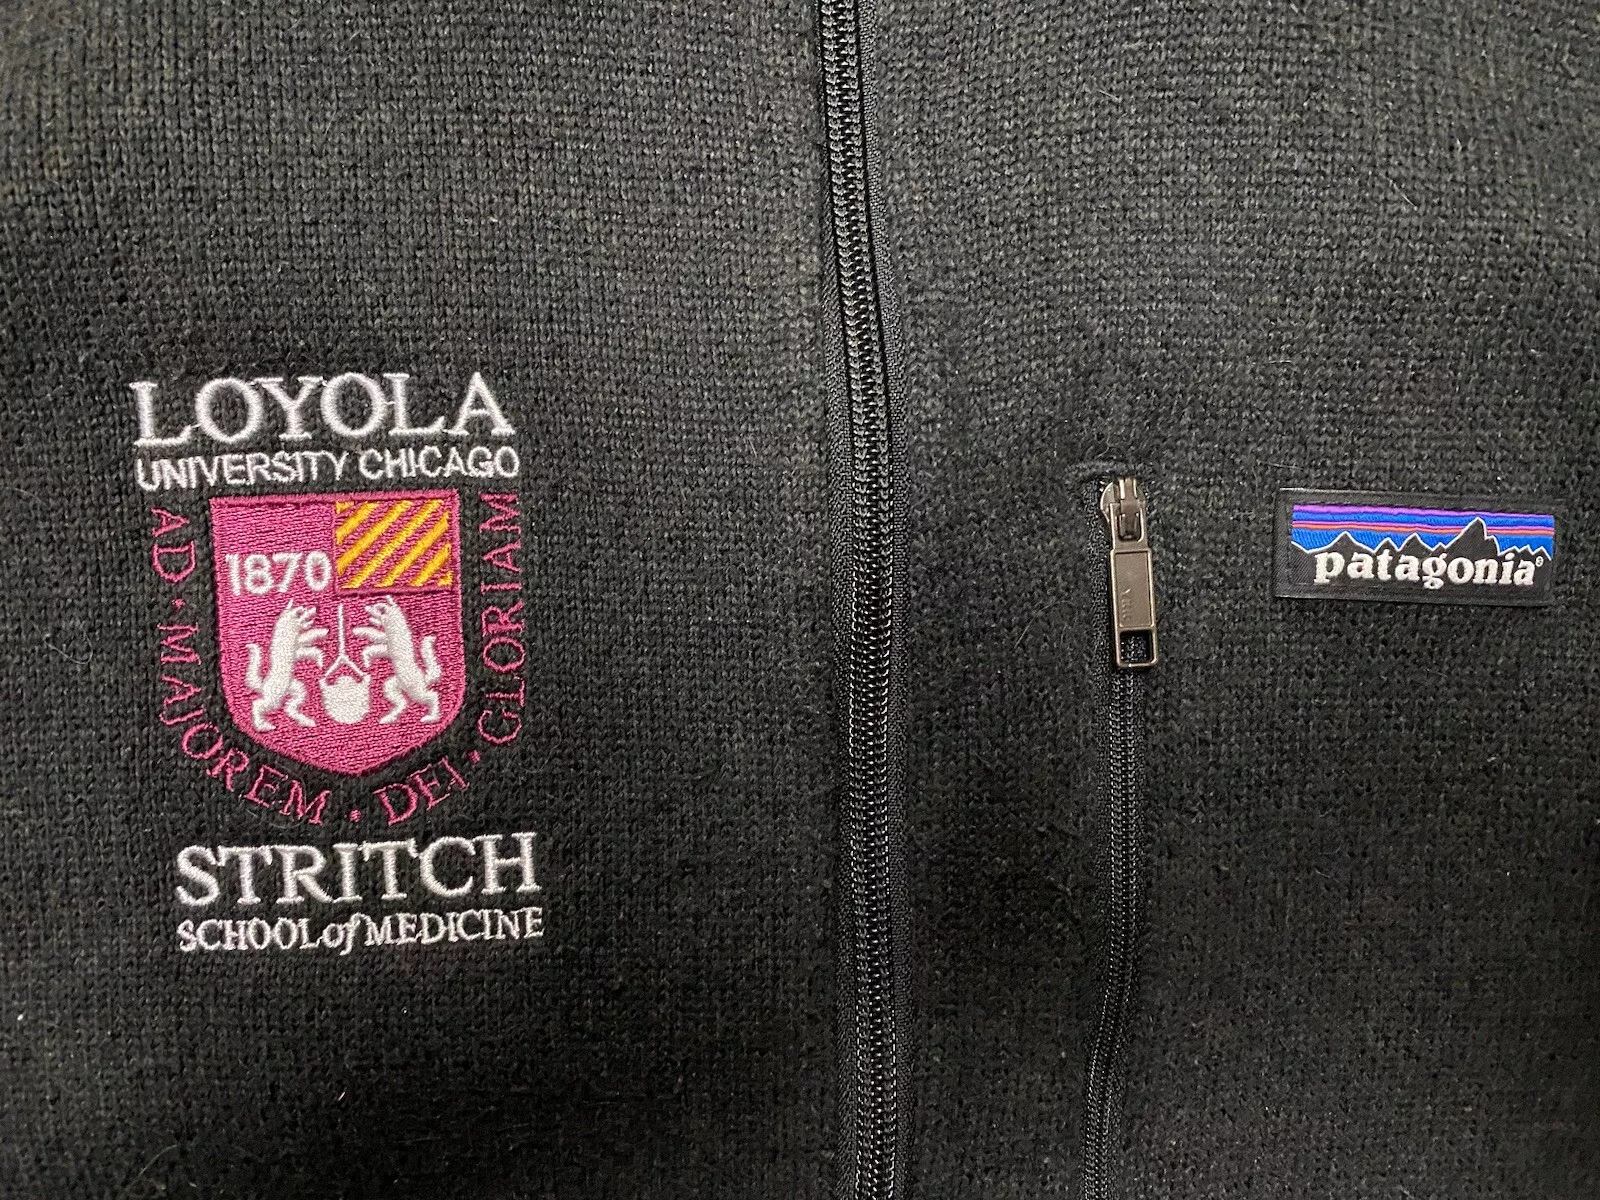 LOYOLA
UNIVERSITY CHICAGO
1870
AD · MAJOREM · DEI · GLORIAM
STRITCH
SCHOOL of MEDICINE
patagonia®